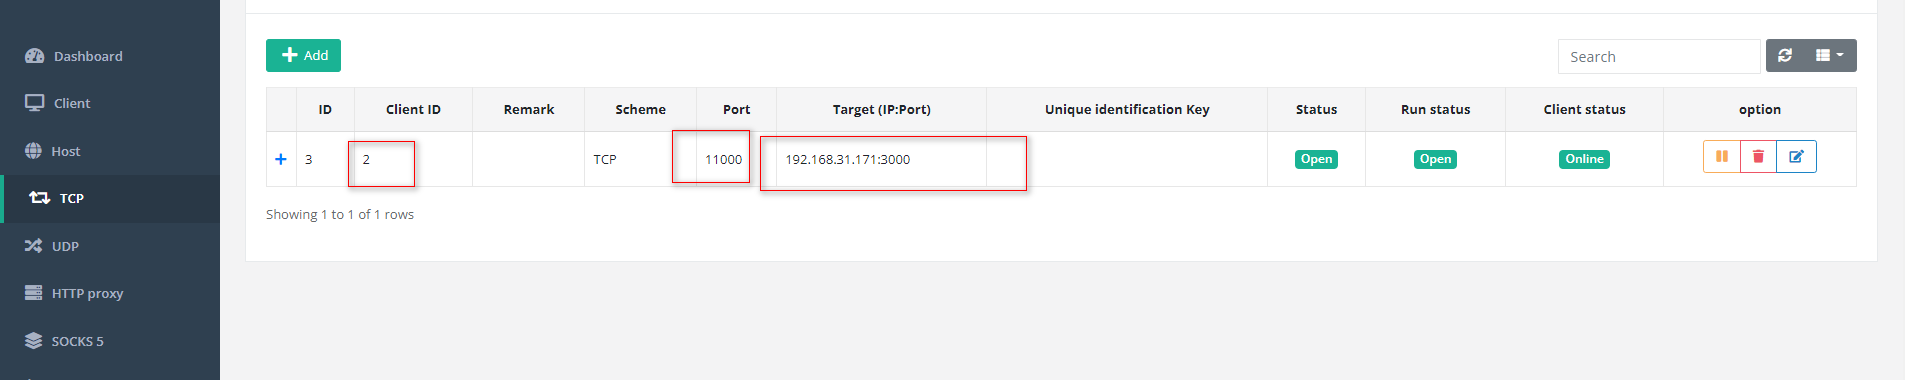 Dashboard
Client
Host
TCP
UDP
HTTP proxy
SOCKS 5
Add
Search
ID Client ID Remark Scheme Port Target (IP:Port) Unique identification Key Status Run status Client status option
3 2 TCP 11000 192.168.31.171:3000 Open Open Online
Showing 1 to 1 of 1 rows